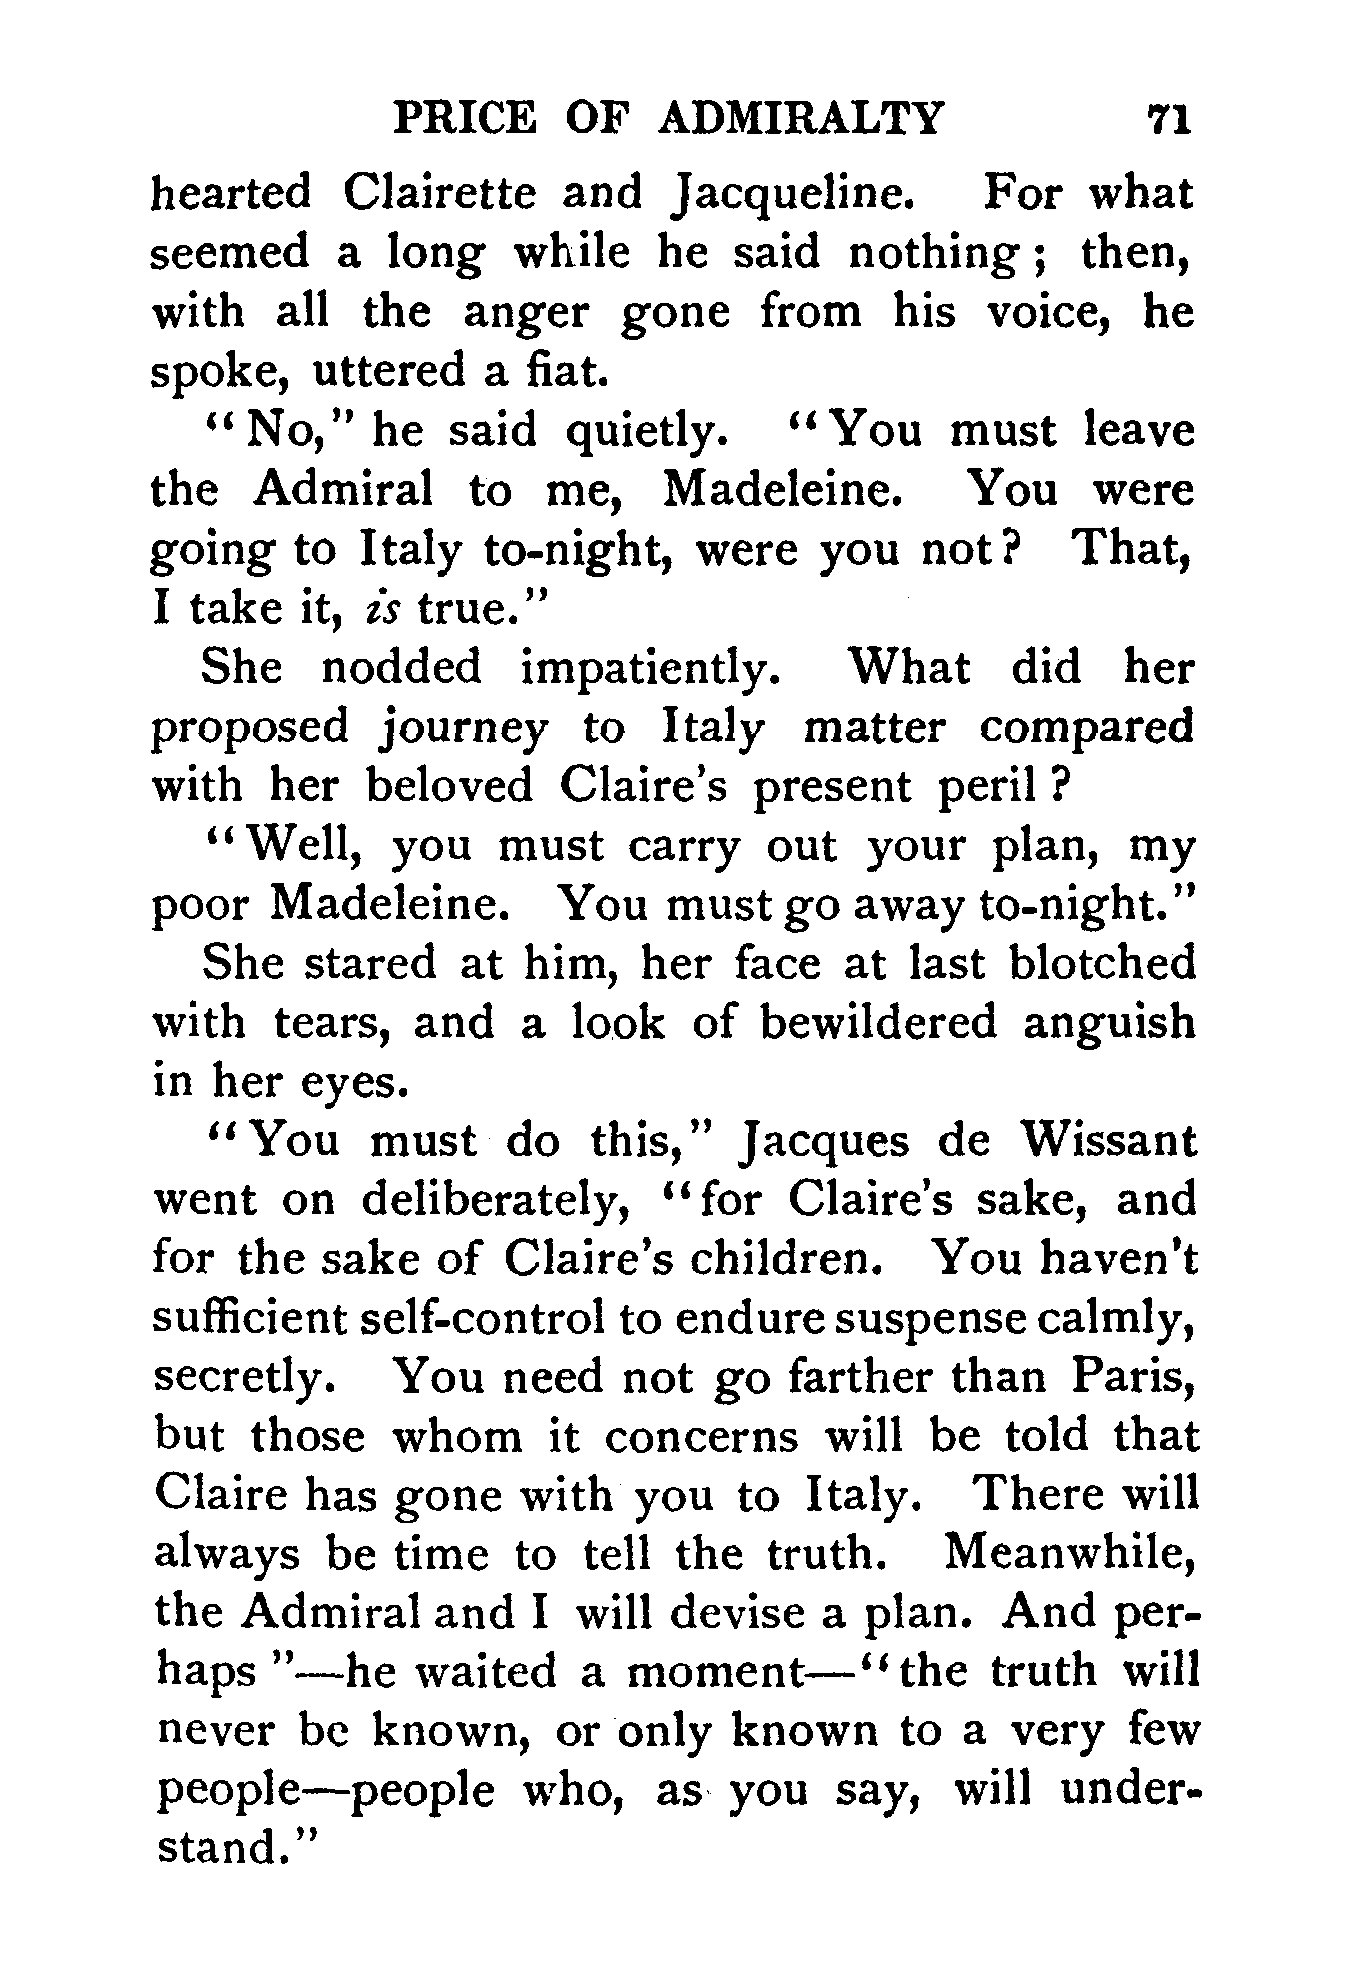 PRICE OF ADMIRALTY 71
hearted Clairette and Jacqueline. For what
seemed a long while he said nothing ; then,
with all the anger gone from his voice, he
spoke, uttered a fiat.
“ No,” he said quietly. “ You must leave
the Admiral to me, Madeleine. You were
going to Italy to-night, were you not ? That,
I take it, is true.”
She nodded impatiently. What did her
proposed journey to Italy matter compared
with her beloved Claire’s present peril ?
“ Well, you must carry out your plan, my
poor Madeleine. You must go away to-night.”
She stared at him, her face at last blotched
with tears, and a look of bewildered anguish
in her eyes.
“ You must do this,” Jacques de Wissant
went on deliberately, “ for Claire’s sake, and
for the sake of Claire’s children. You haven’t
sufficient self-control to endure suspense calmly,
secretly. You need not go farther than Paris,
but those whom it concerns will be told that
Claire has gone with you to Italy. There will
always be time to tell the truth. Meanwhile,
the Admiral and I will devise a plan. And per-
haps ”—he waited a moment—“ the truth will
never be known, or only known to a very few
people—people who, as you say, will under-
stand.”